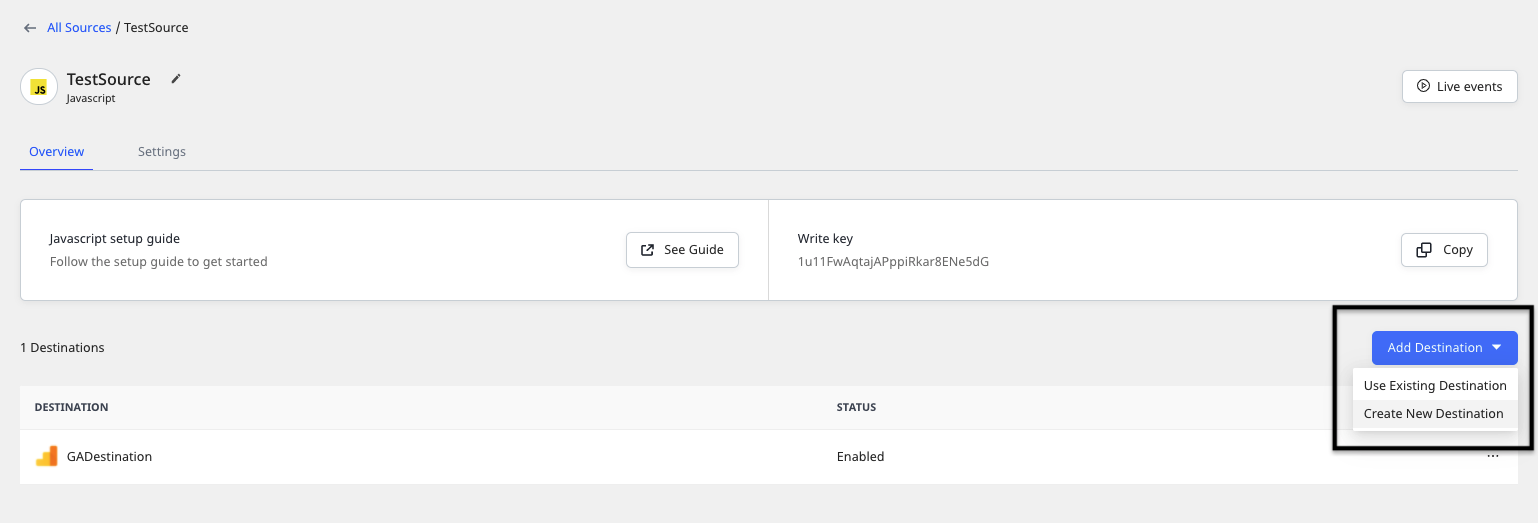 All Sources / TestSource
JS
TestSource
Javascript
Live events
Overview
Settings
Javascript setup guide
Follow the setup guide to get started
See Guide
Write key
1u11FwAqtajAPppiRkar8ENe5dG
Copy
1 Destinations
Add Destination
Use Existing Destination
Create New Destination
DESTINATION
STATUS
GADestination
Enabled
...